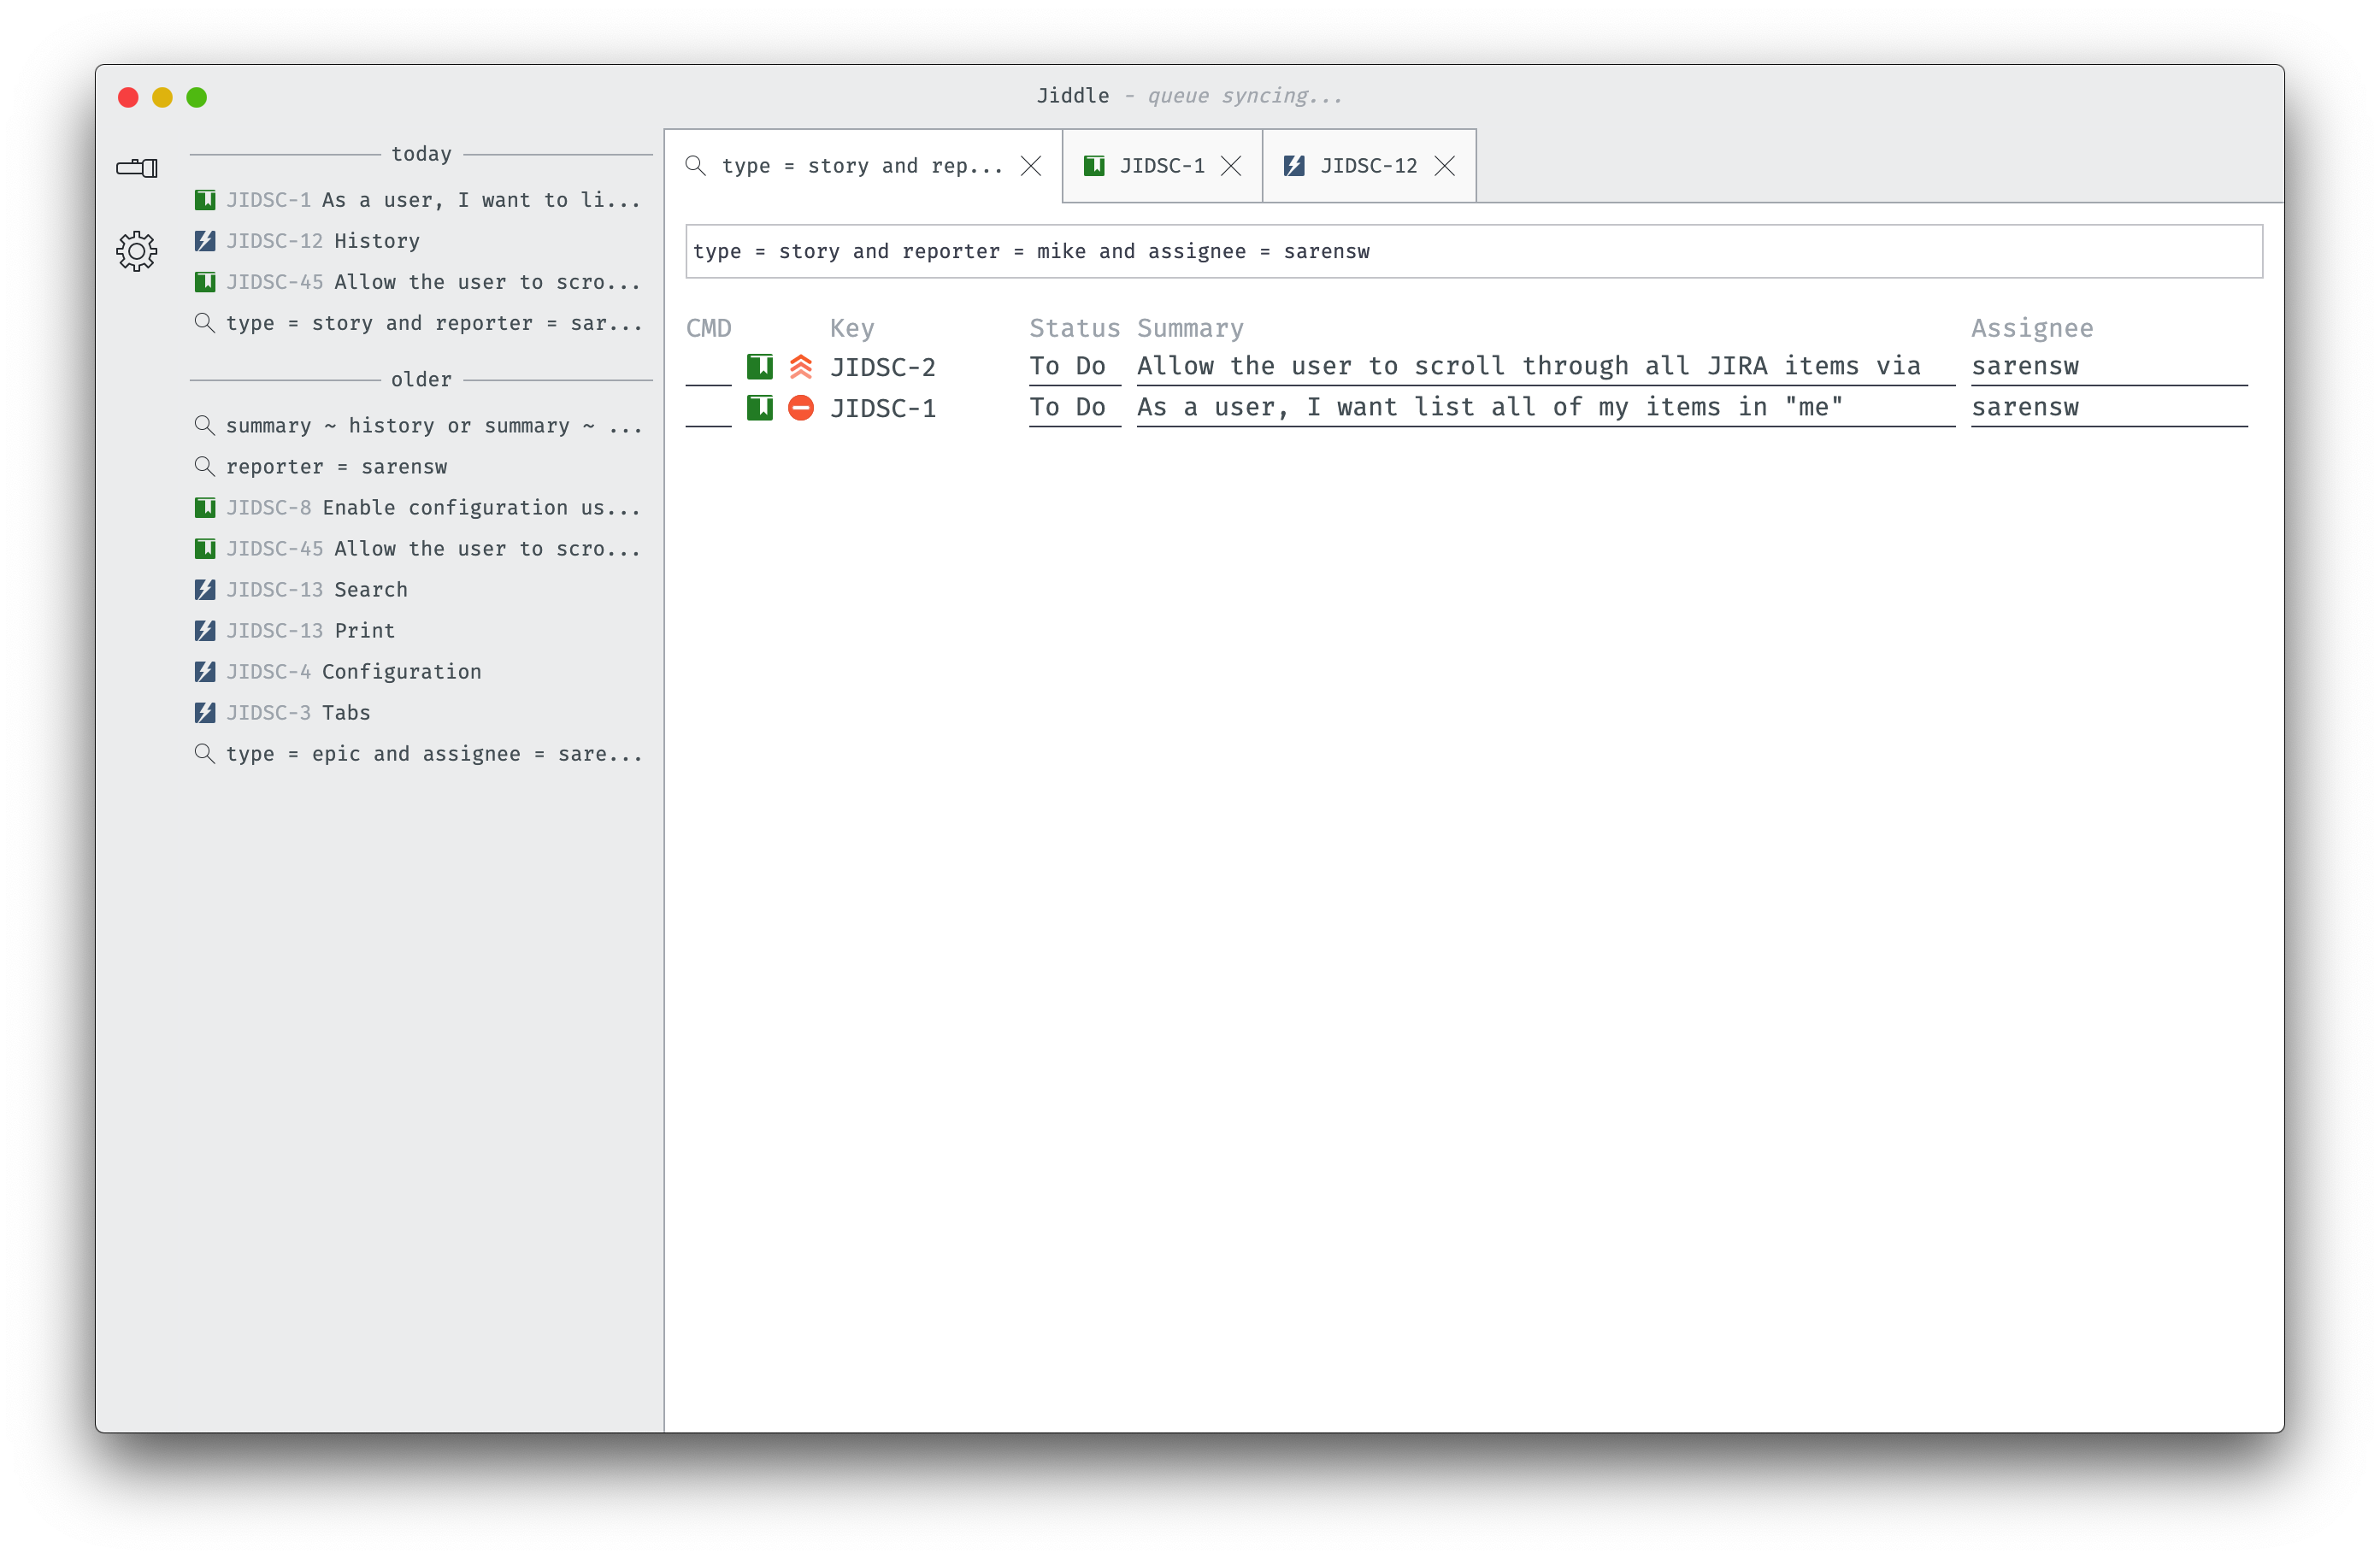 Jiddle - queue syncing...
today
JIDSC-1 As a user, I want to li...
JIDSC-12 History
JIDSC-45 Allow the user to scro...
type = story and reporter = sar...
older
summary ~ history or summary ~ ...
reporter = sarensw
JIDSC-8 Enable configuration us...
JIDSC-45 Allow the user to scro...
JIDSC-13 Search
JIDSC-13 Print
JIDSC-4 Configuration
JIDSC-3 Tabs
type = epic and assignee = sare...
type = story and rep... JIDSC-1 JIDSC-12
type = story and reporter = mike and assignee = sarensw
CMD Key Status Summary Assignee
JIDSC-2 To Do Allow the user to scroll through all JIRA items via sarensw
JIDSC-1 To Do As a user, I want list all of my items in "me" sarensw